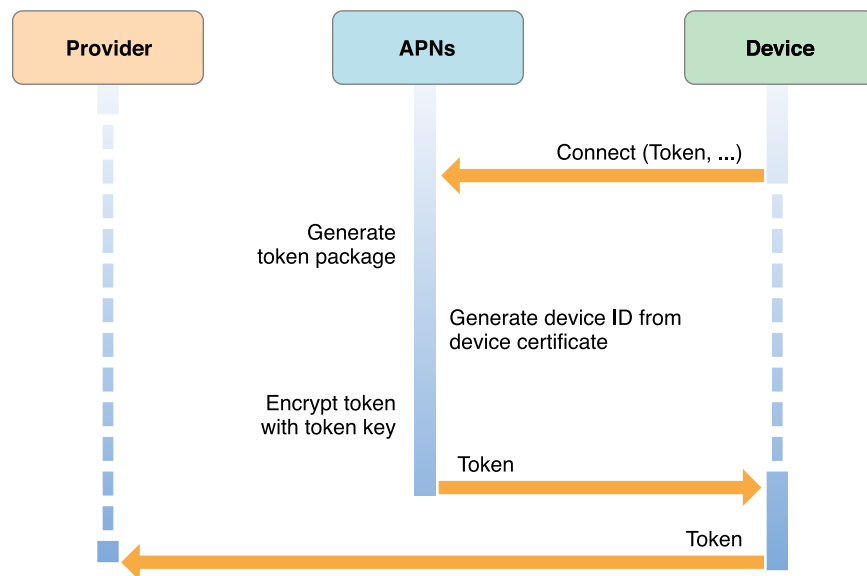 Provider
APNs
Device
Connect (Token, ...)
Generate
token package
Generate device ID from
device certificate
Encrypt token
with token key
Token
Token